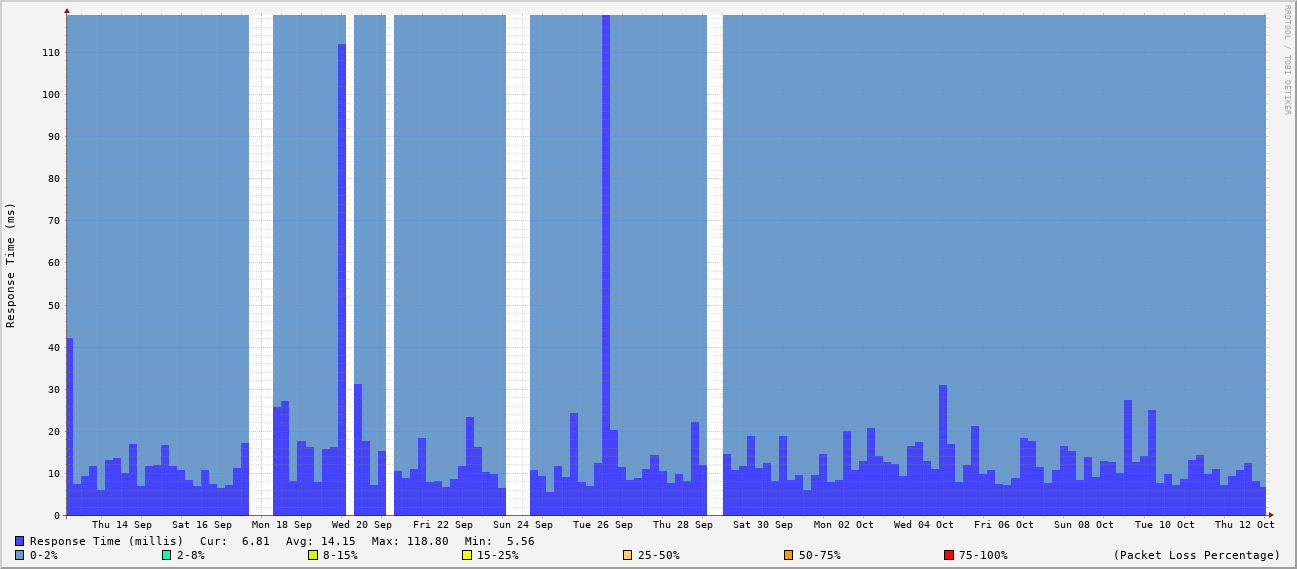 RRDTOOL / TOBI OETIKER
Response Time (ms)
110
100
90
80
70
60
50
40
30
20
10
0
Thu 14 Sep Sat 16 Sep Mon 18 Sep Wed 20 Sep Fri 22 Sep Sun 24 Sep Tue 26 Sep Thu 28 Sep Sat 30 Sep Mon 02 Oct Wed 04 Oct Fri 06 Oct Sun 08 Oct Tue 10 Oct Thu 12 Oct
Response Time (millis) Cur: 6.81 Avg: 14.15 Max: 118.80 Min: 5.56
0-2% 2-8% 8-15% 15-25% 25-50% 50-75% 75-100% (Packet Loss Percentage)